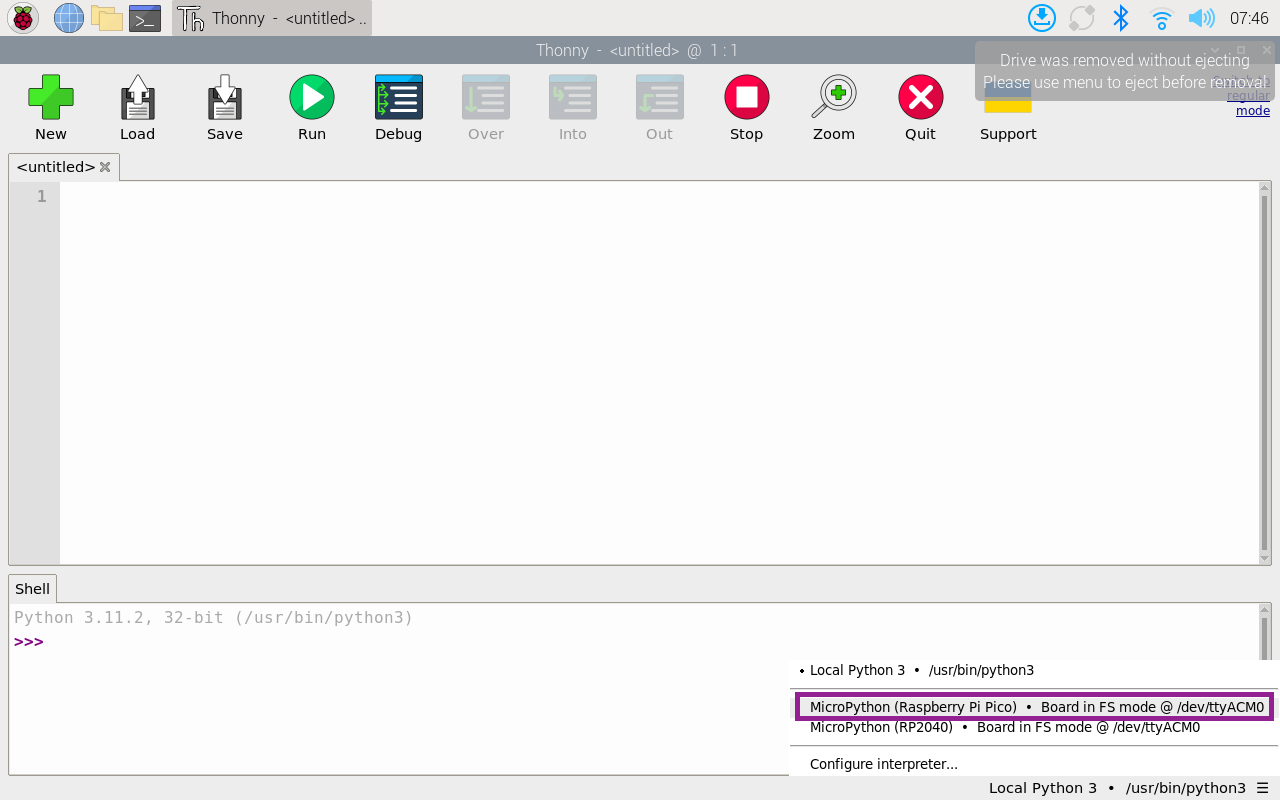 Thonny - <untitled> ..
07:46
Thonny - <untitled> @ 1 : 1
Drive was removed without ejecting
Please use menu to eject before removal
regular
mode
New
Load
Save
Run
Debug
Over
Into
Out
Stop
Zoom
Quit
Support
<untitled>
1
Shell
Python 3.11.2, 32-bit (/usr/bin/python3)
>>>
Local Python 3 • /usr/bin/python3
MicroPython (Raspberry Pi Pico) • Board in FS mode @ /dev/ttyACM0
MicroPython (RP2040) • Board in FS mode @ /dev/ttyACM0
Configure interpreter...
Local Python 3 • /usr/bin/python3 ☰